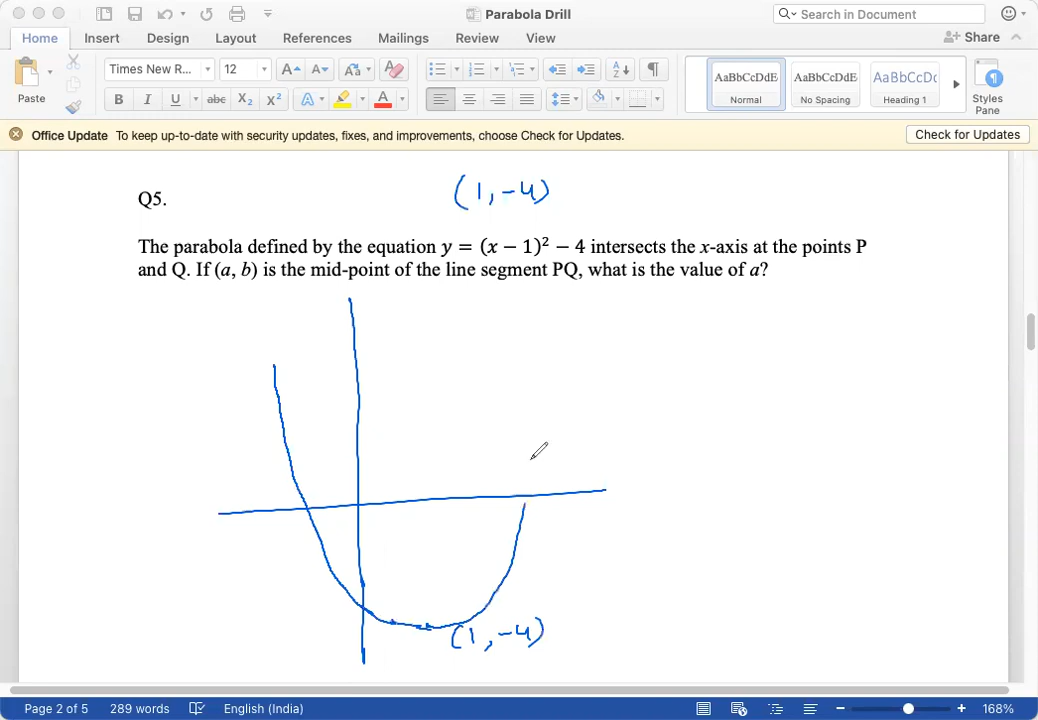 Parabola Drill
Search in Document
Home Insert Design Layout References Mailings Review View
Share
Times New R... 12
Paste
AaBbCcDdE AaBbCcDdE AaBbCcDc
Normal No Spacing Heading 1
Styles
Pane
Office Update To keep up-to-date with security updates, fixes, and improvements, choose Check for Updates.
Check for Updates
(1, -4)
Q5.
The parabola defined by the equation y = (x − 1)² − 4 intersects the x-axis at the points P
and Q. If (a, b) is the mid-point of the line segment PQ, what is the value of a?
(1, -4)
Page 2 of 5 289 words English (India) 168%